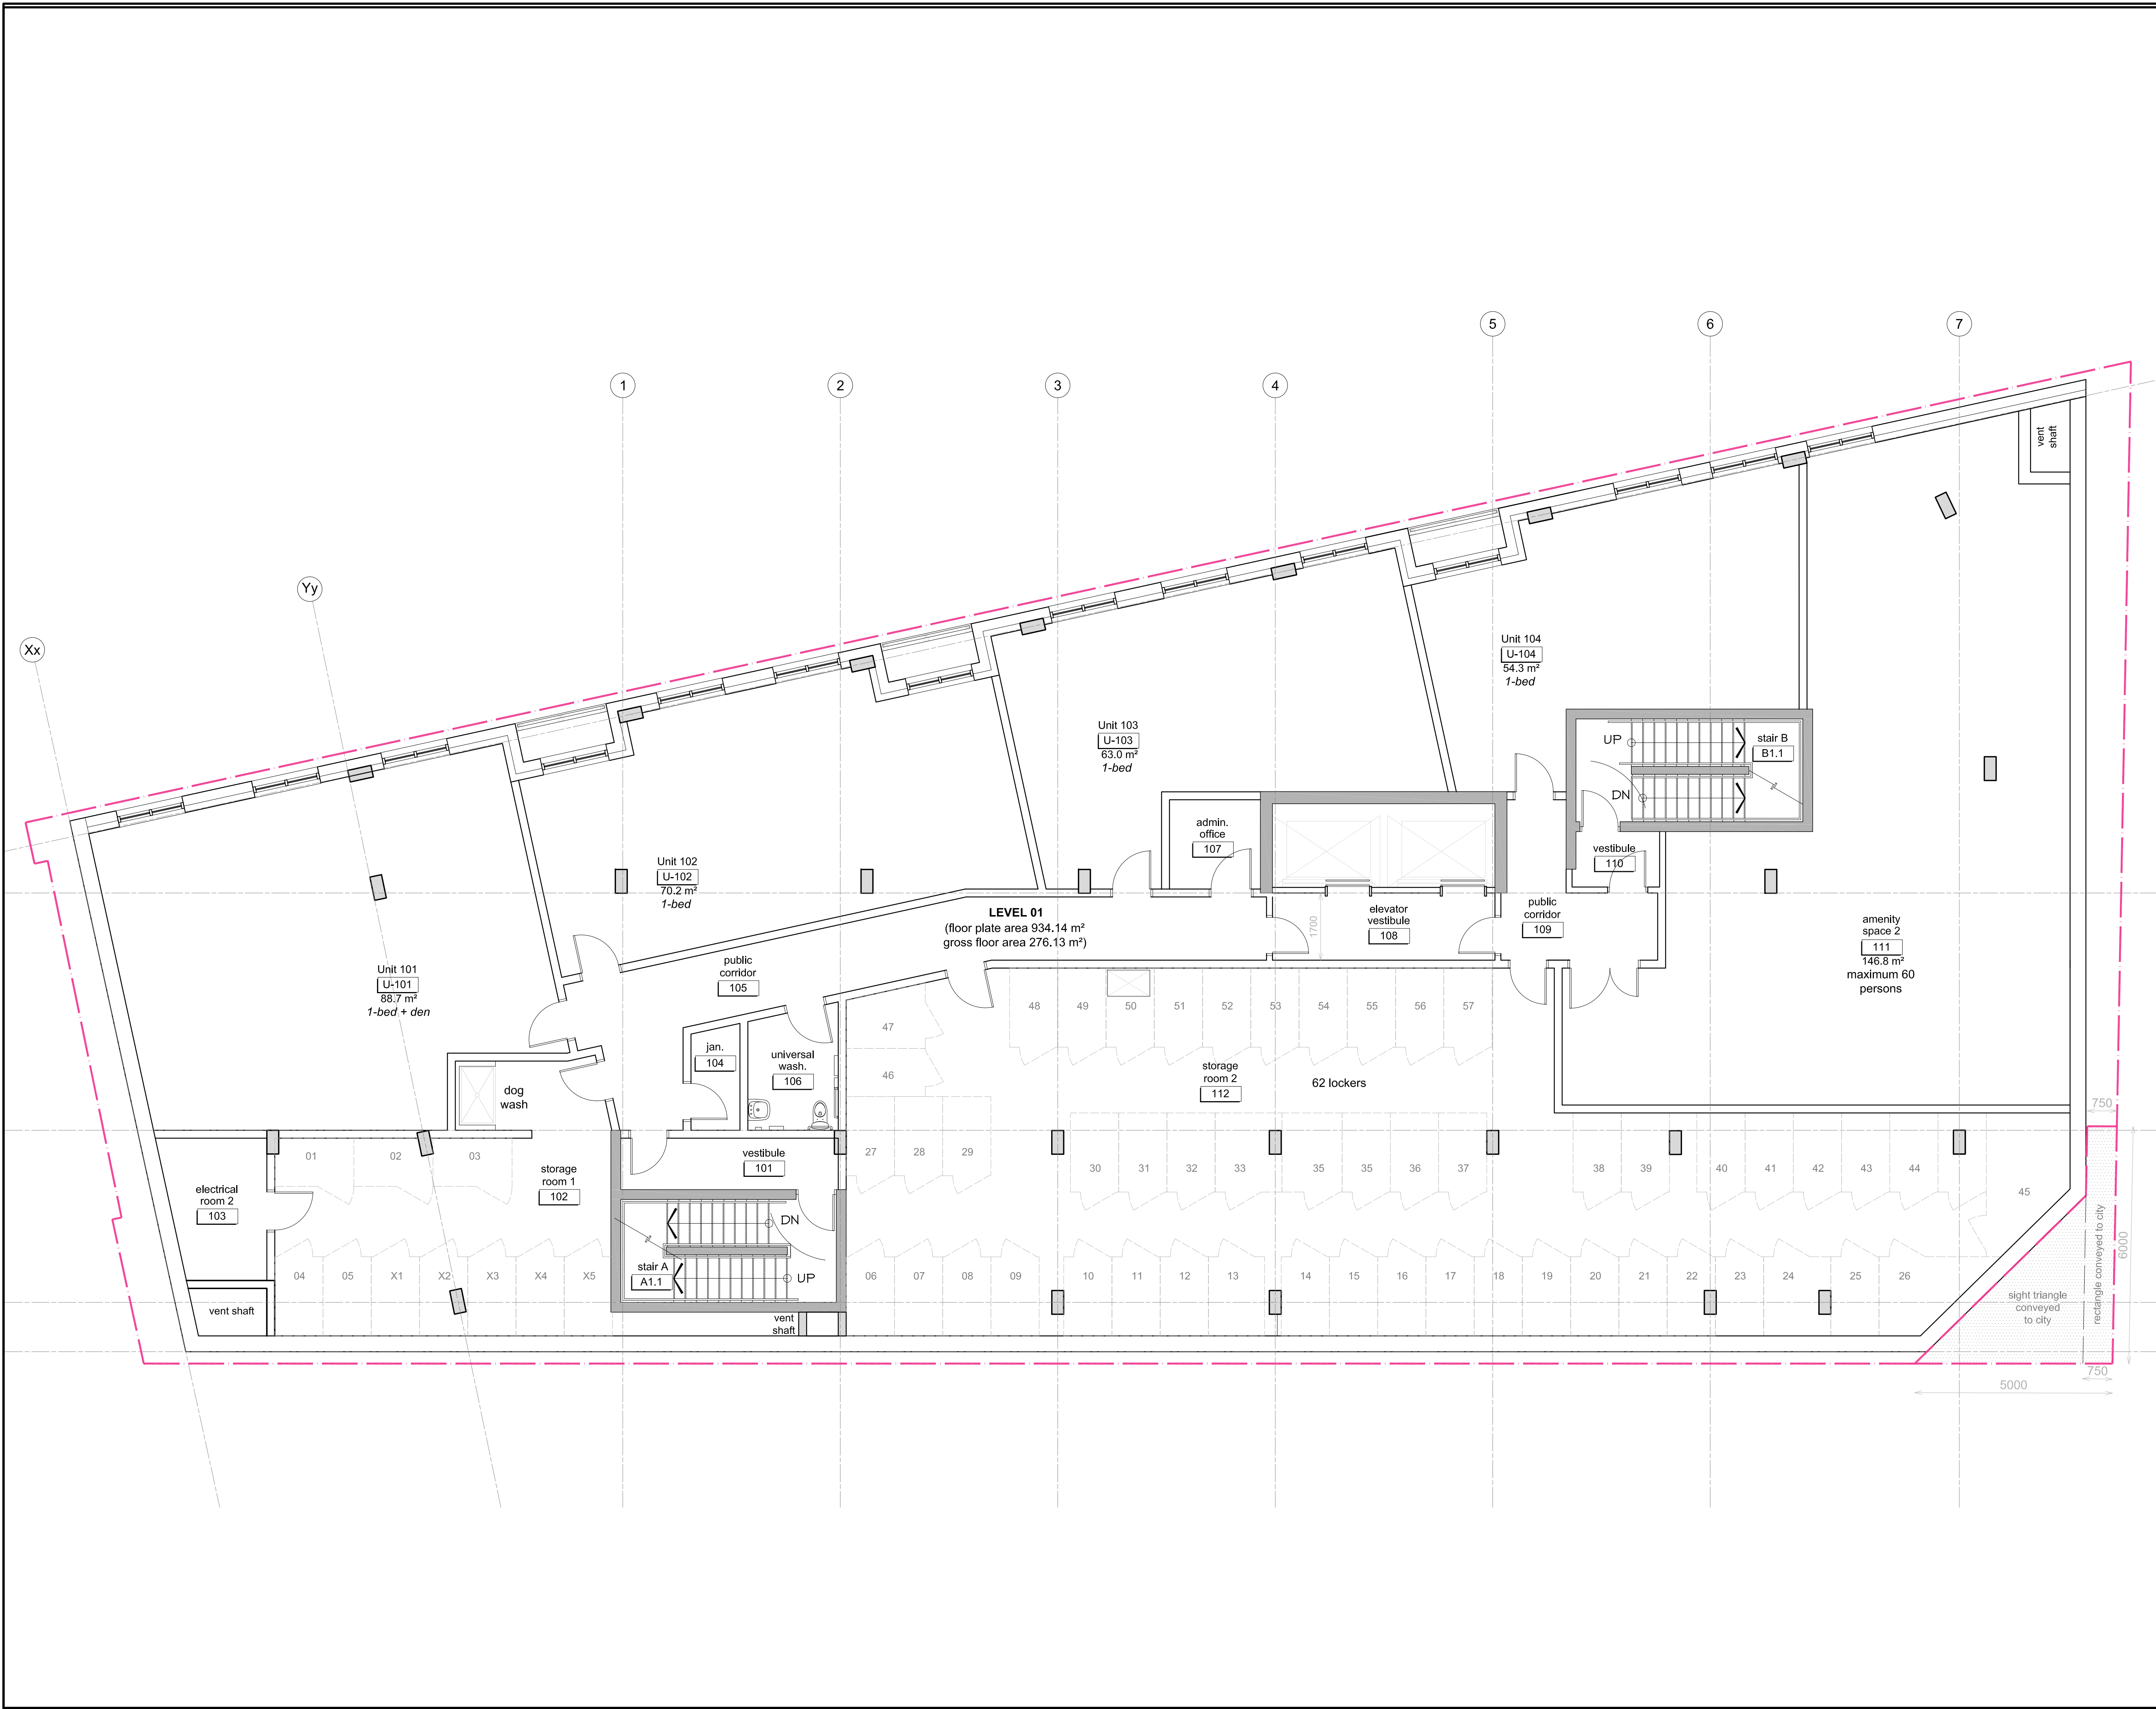 5
6
7
1
2
3
4
Yy
Xx
vent
shaft
Unit 104
U-104
54.3 m²
1-bed
Unit 103
U-103
63.0 m²
1-bed
UP
DN
stair B
B1.1
admin.
office
107
vestibule
110
Unit 102
U-102
70.2 m²
1-bed
LEVEL 01
(floor plate area 934.14 m²
gross floor area 276.13 m²)
1700
elevator
vestibule
108
public
corridor
109
amenity
space 2
111
146.8 m²
maximum 60
persons
Unit 101
U-101
88.7 m²
1-bed + den
public
corridor
105
jan.
104
universal
wash.
106
dog
wash
47
46
48 49 50 51 52 53 54 55 56 57
storage
room 2
112
62 lockers
750
01 02 03
storage
room 1
102
vestibule
101
27 28 29
30 31 32 33 35 35 36 37
38 39 40 41 42 43 44
45
electrical
room 2
103
DN
UP
stair A
A1.1
04 05 X1 X2 X3 X4 X5
06 07 08 09 10 11 12 13 14 15 16 17 18 19 20 21 22 23 24 25 26
vent shaft
vent
shaft
sight triangle
conveyed
to city
rectangle conveyed to city
6000
750
5000